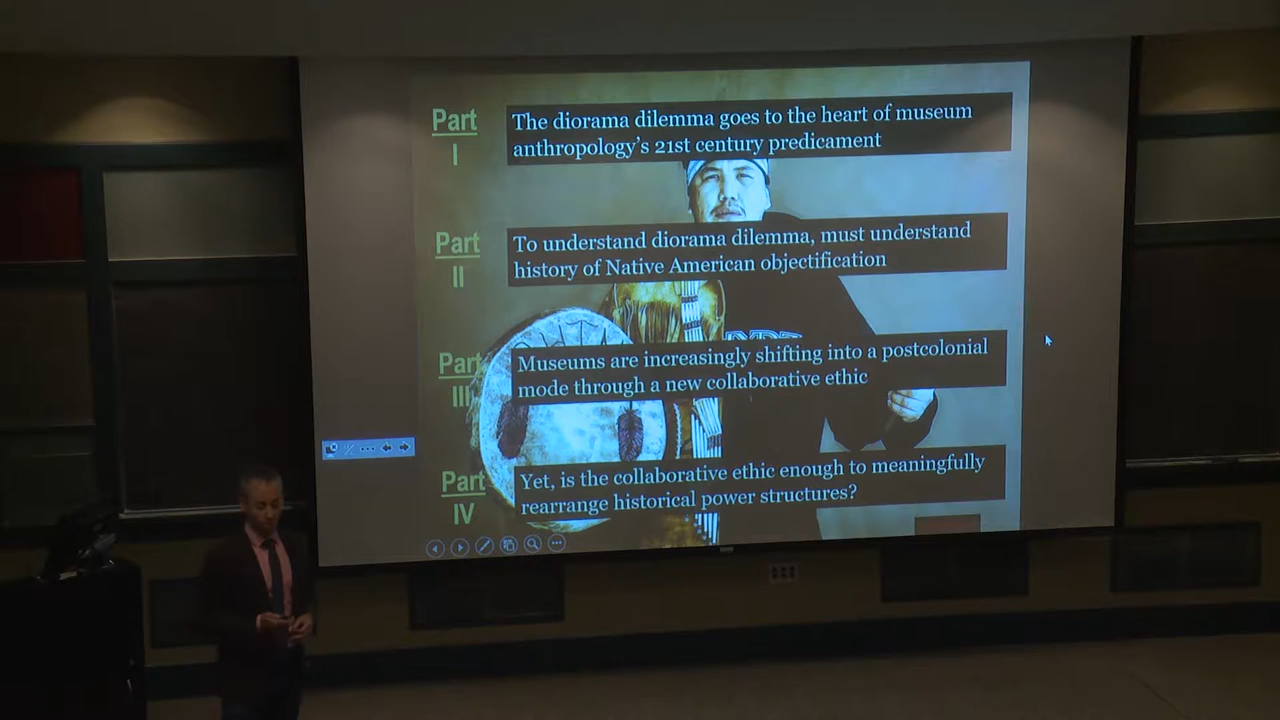 Part
I
The diorama dilemma goes to the heart of museum
anthropology's 21st century predicament
Part
II
To understand diorama dilemma, must understand
history of Native American objectification
Part
III
Museums are increasingly shifting into a postcolonial
mode through a new collaborative ethic
Part
IV
Yet, is the collaborative ethic enough to meaningfully
rearrange historical power structures?